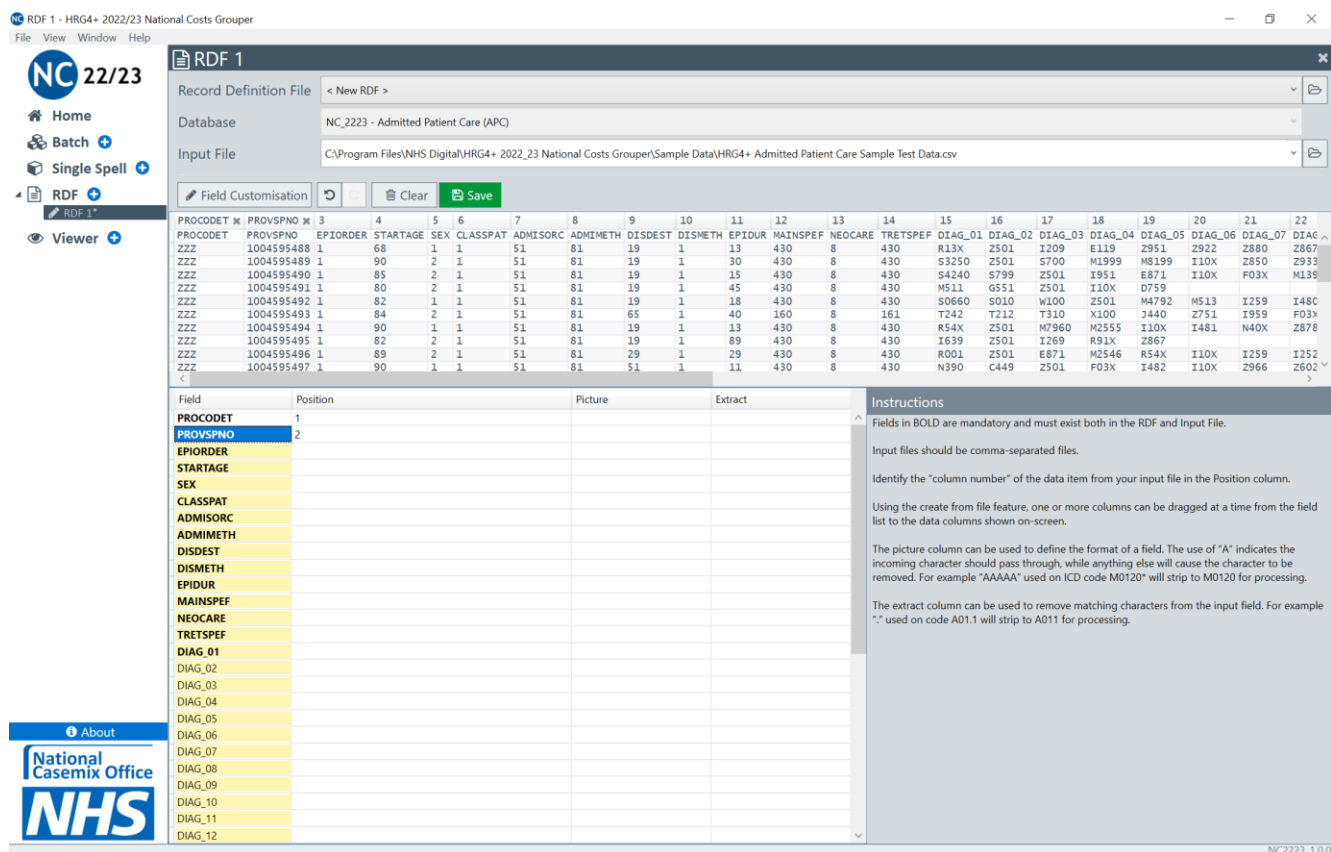 NC RDF 1 - HRG4+ 2022/23 National Costs Grouper
File View Window Help
NC 22/23
Home
Batch
Single Spell
RDF
RDF 1*
Viewer
RDF 1
Record Definition File < New RDF >
Database NC_2223 - Admitted Patient Care (APC)
Input File C:\Program Files\NHS Digital\HRG4+ 2022_23 National Costs Grouper\Sample Data\HRG4+ Admitted Patient Care Sample Test Data.csv
Field Customisation Clear Save
PROCODET PROVSPNO 3 4 5 6 7 8 9 10 11 12 13 14 15 16 17 18 19 20 21 22
PROCODET PROVSPNO EPIORDER STARTAGE SEX CLASSPAT ADMISORC ADMIMETH DISDEST DISMETH EPIDUR MAINSPEF NEOCARE TRETSPEF DIAG_01 DIAG_02 DIAG_03 DIAG_04 DIAG_05 DIAG_06 DIAG_07 DIAG
ZZZ 1004595488 1 68 1 1 51 81 19 1 13 430 8 430 R13X Z501 I209 E119 Z951 Z922 Z880 Z867
ZZZ 1004595489 1 90 2 1 51 81 19 1 30 430 8 430 S3250 Z501 S700 M1999 M8199 I10X Z850 Z933
ZZZ 1004595490 1 85 2 1 51 81 19 1 15 430 8 430 S4240 S799 Z501 I951 E871 I10X F03X M139
ZZZ 1004595491 1 80 2 1 51 81 19 1 45 430 8 430 M511 G551 Z501 I10X D759
ZZZ 1004595492 1 82 1 1 51 81 19 1 18 430 8 430 S0660 S010 W100 Z501 M4792 M513 I259 I480
ZZZ 1004595493 1 84 2 1 51 81 65 1 40 160 8 161 T242 T212 T310 X100 J440 Z751 I959 F03X
ZZZ 1004595494 1 90 1 1 51 81 19 1 13 430 8 430 R54X Z501 M7960 M2555 I10X I481 N40X Z878
ZZZ 1004595495 1 82 1 1 51 81 19 1 89 430 8 430 I639 Z501 I269 R91X Z867
ZZZ 1004595496 1 89 2 1 51 81 29 1 29 430 8 430 R001 Z501 E871 M2546 R54X I10X I259 I252
ZZZ 1004595497 1 90 1 1 51 81 51 1 11 430 8 430 N390 C449 Z501 F03X I482 I10X Z966 Z602
Field Position Picture Extract
PROCODET 1
PROVSPNO 2
EPIORDER
STARTAGE
SEX
CLASSPAT
ADMISORC
ADMIMETH
DISDEST
DISMETH
EPIDUR
MAINSPEF
NEOCARE
TRETSPEF
DIAG_01
DIAG_02
DIAG_03
DIAG_04
DIAG_05
DIAG_06
DIAG_07
DIAG_08
DIAG_09
DIAG_10
DIAG_11
DIAG_12
Instructions
Fields in BOLD are mandatory and must exist both in the RDF and Input File.
Input files should be comma-separated files.
Identify the "column number" of the data item from your input file in the Position column.
Using the create from file feature, one or more columns can be dragged at a time from the field
list to the data columns shown on-screen.
The picture column can be used to define the format of a field. The use of "A" indicates the
incoming character should pass through, while anything else will cause the character to be
removed. For example "AAAAA" used on ICD code M0120* will strip to M0120 for processing.
The extract column can be used to remove matching characters from the input field. For example
"." used on code A01.1 will strip to A011 for processing.
About
National
Casemix Office
NHS
NC2223_1.0.0